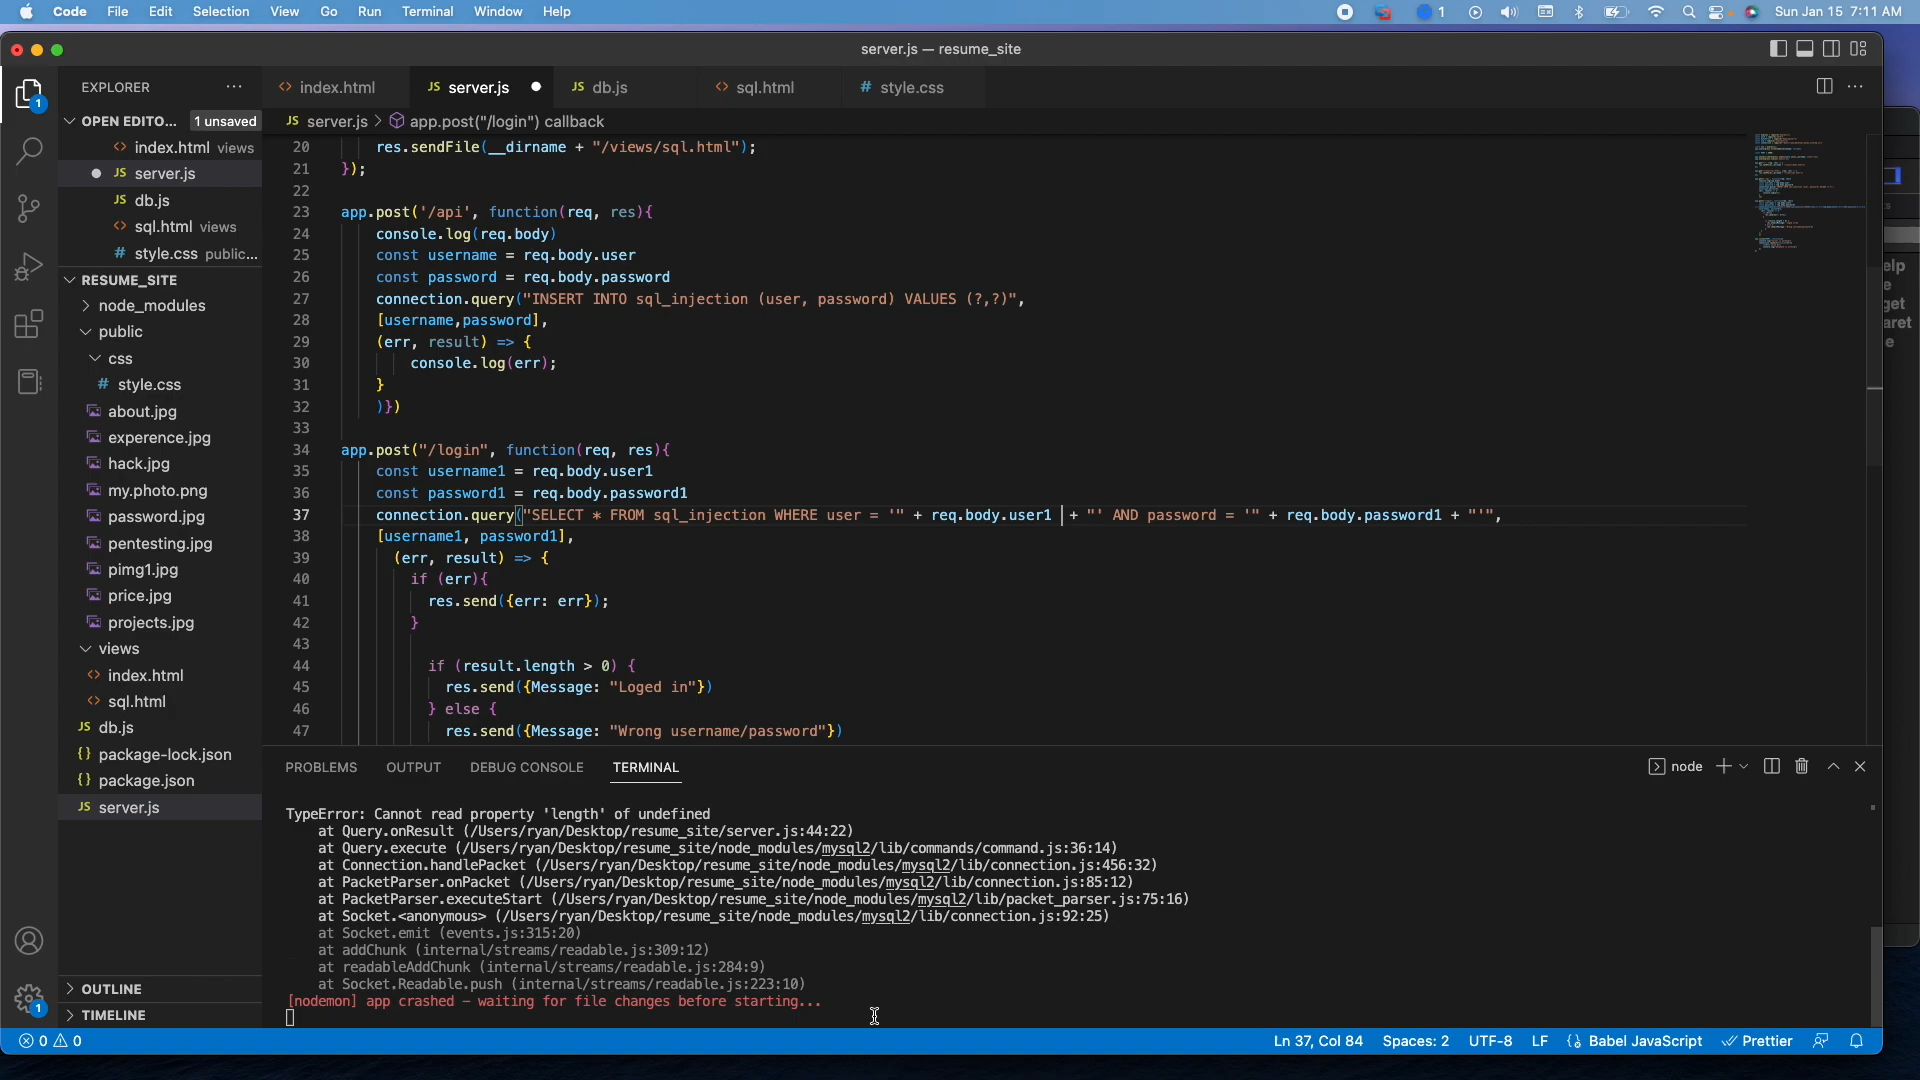 Code File Edit Selection View Go Run Terminal Window Help
1
Sun Jan 15 7:11 AM
server.js — resume_site
EXPLORER
index.html
server.js
db.js
sql.html
style.css
OPEN EDITO... 1 unsaved
server.js > app.post("/login") callback
index.html views
server.js
db.js
sql.html views
style.css public...
RESUME_SITE
node_modules
public
css
style.css
about.jpg
experence.jpg
hack.jpg
my.photo.png
password.jpg
pentesting.jpg
pimg1.jpg
price.jpg
projects.jpg
views
index.html
sql.html
db.js
package-lock.json
package.json
server.js
OUTLINE
TIMELINE
20 res.sendFile(__dirname + "/views/sql.html");
21 });
22
23 app.post('/api', function(req, res){
24 console.log(req.body)
25 const username = req.body.user
26 const password = req.body.password
27 connection.query("INSERT INTO sql_injection (user, password) VALUES (?,?)",
28 [username,password],
29 (err, result) => {
30 console.log(err);
31 }
32 )})
33
34 app.post("/login", function(req, res){
35 const username1 = req.body.user1
36 const password1 = req.body.password1
37 connection.query("SELECT * FROM sql_injection WHERE user = '" + req.body.user1 + "' AND password = '" + req.body.password1 + "'",
38 [username1, password1],
39 (err, result) => {
40 if (err){
41 res.send({err: err});
42 }
43
44 if (result.length > 0) {
45 res.send({Message: "Loged in"})
46 } else {
47 res.send({Message: "Wrong username/password"})
PROBLEMS OUTPUT DEBUG CONSOLE TERMINAL
node
TypeError: Cannot read property 'length' of undefined
at Query.onResult (/Users/ryan/Desktop/resume_site/server.js:44:22)
at Query.execute (/Users/ryan/Desktop/resume_site/node_modules/mysql2/lib/commands/command.js:36:14)
at Connection.handlePacket (/Users/ryan/Desktop/resume_site/node_modules/mysql2/lib/connection.js:456:32)
at PacketParser.onPacket (/Users/ryan/Desktop/resume_site/node_modules/mysql2/lib/connection.js:85:12)
at PacketParser.executeStart (/Users/ryan/Desktop/resume_site/node_modules/mysql2/lib/packet_parser.js:75:16)
at Socket.<anonymous> (/Users/ryan/Desktop/resume_site/node_modules/mysql2/lib/connection.js:92:25)
at Socket.emit (events.js:315:20)
at addChunk (internal/streams/readable.js:309:12)
at readableAddChunk (internal/streams/readable.js:284:9)
at Socket.Readable.push (internal/streams/readable.js:223:10)
[nodemon] app crashed - waiting for file changes before starting...
0 0
Ln 37, Col 84 Spaces: 2 UTF-8 LF Babel JavaScript Prettier